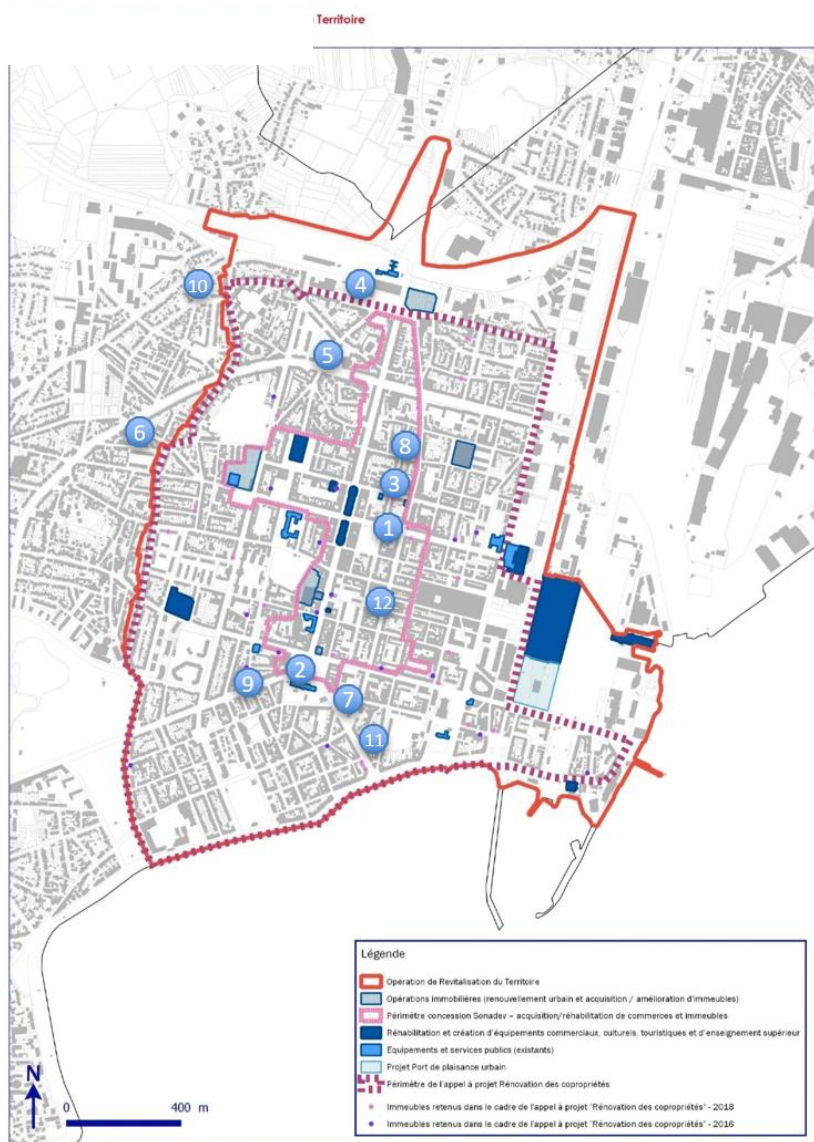 Territoire
10
4
5
6
8
3
1
12
2
9
7
11
Légende
Opération de Revitalisation du Territoire
Opérations immobilières (renouvellement urbain et acquisition / amélioration d'immeubles)
Périmètre concession Sonadev – acquisition/réhabilitation de commerces et immeubles
Réhabilitation et création d'équipements commerciaux, culturels, touristiques et d'enseignement supérieur
Equipements et services publics (existants)
Projet Port de plaisance urbain
Périmètre de l'appel à projet Rénovation des copropriétés
Immeubles retenus dans le cadre de l'appel à projet "Rénovation des copropriétés" - 2018
Immeubles retenus dans le cadre de l'appel à projet "Rénovation des copropriétés" - 2016
N
0 400 m